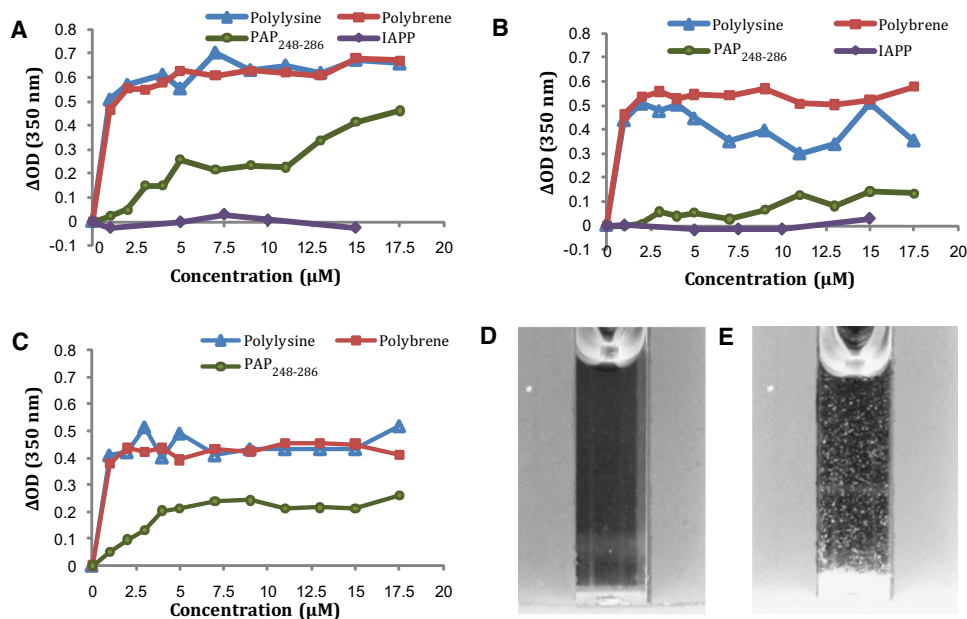 A
Polylysine
Polybrene
PAP248-286
IAPP
0.8
0.7
0.6
0.5
0.4
0.3
0.2
0.1
0
-0.1
ΔOD (350 nm)
0 2.5 5 7.5 10 12.5 15 17.5 20
Concentration (μM)
B
Polylysine
Polybrene
PAP248-286
IAPP
0.8
0.7
0.6
0.5
0.4
0.3
0.2
0.1
0
-0.1
ΔOD (350 nm)
0 2.5 5 7.5 10 12.5 15 17.5 20
Concentration (μM)
C
Polylysine
Polybrene
PAP248-286
0.8
0.7
0.6
0.5
0.4
0.3
0.2
0.1
0
ΔOD (350 nm)
0 2.5 5 7.5 10 12.5 15 17.5 20
Concentration (μM)
D
E